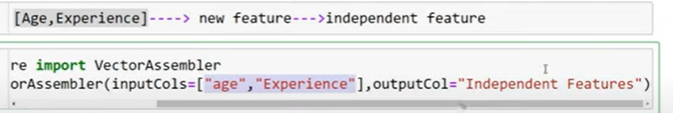 [Age,Experience]----> new feature--->independent feature
re import VectorAssembler
orAssembler(inputCols=["age","Experience"],outputCol="Independent Features")